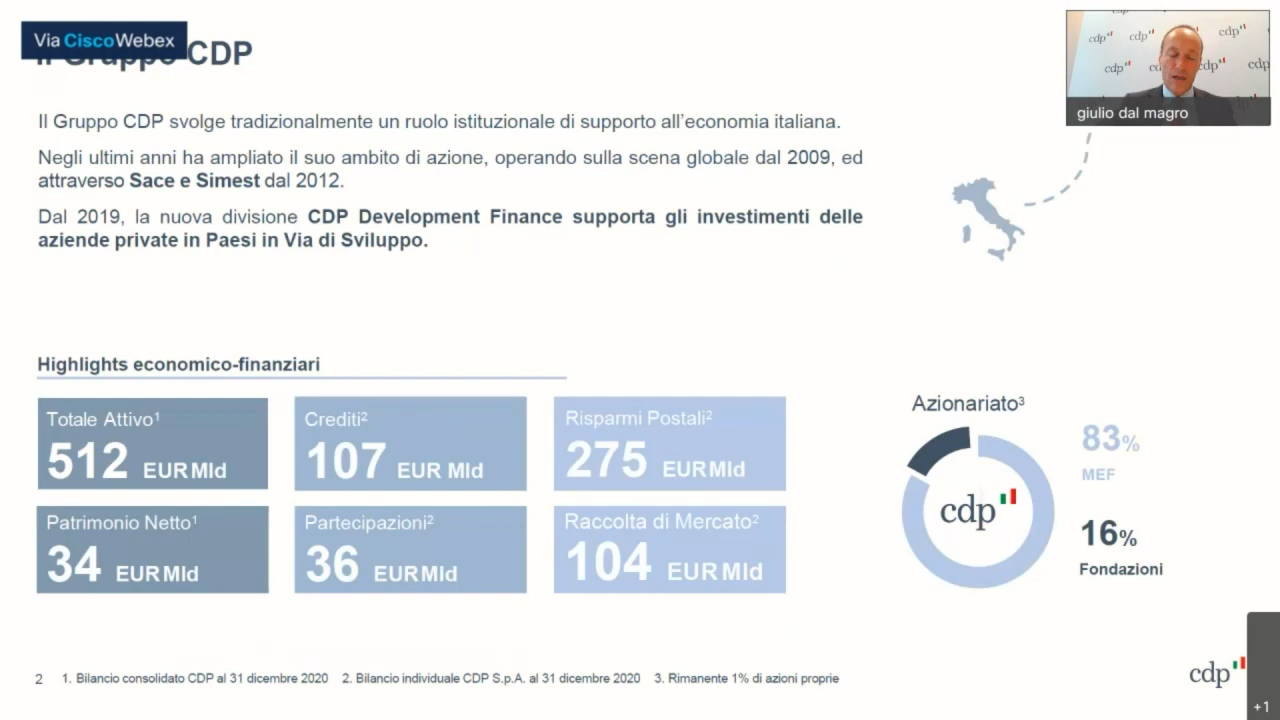 Via Cisco Webex
Il Gruppo CDP
cdp
giulio dal magro
Il Gruppo CDP svolge tradizionalmente un ruolo istituzionale di supporto all'economia italiana.
Negli ultimi anni ha ampliato il suo ambito di azione, operando sulla scena globale dal 2009, ed
attraverso Sace e Simest dal 2012.
Dal 2019, la nuova divisione CDP Development Finance supporta gli investimenti delle
aziende private in Paesi in Via di Sviluppo.
Highlights economico-finanziari
Totale Attivo¹
512 EUR Mld
Crediti²
107 EUR Mld
Risparmi Postali²
275 EUR Mld
Patrimonio Netto¹
34 EUR Mld
Partecipazioni²
36 EUR Mld
Raccolta di Mercato²
104 EUR Mld
Azionariato³
cdp
83%
MEF
16%
Fondazioni
2 1. Bilancio consolidato CDP al 31 dicembre 2020 2. Bilancio individuale CDP S.p.A. al 31 dicembre 2020 3. Rimanente 1% di azioni proprie
cdp
+1